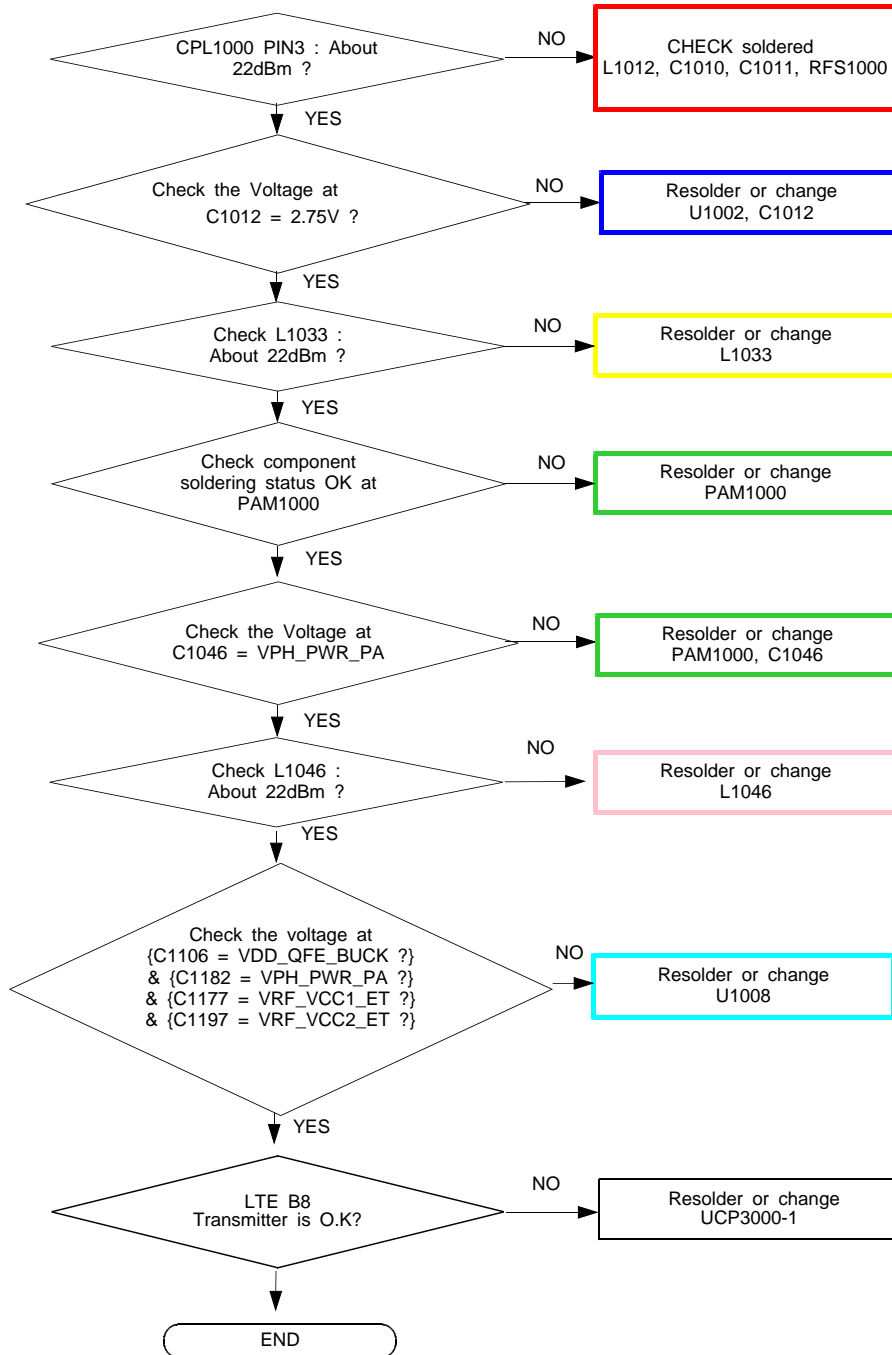 CPL1000 PIN3 : About
22dBm ?
NO
CHECK soldered
L1012, C1010, C1011, RFS1000
YES
Check the Voltage at
C1012 = 2.75V ?
NO
Resolder or change
U1002, C1012
YES
Check L1033 :
About 22dBm ?
NO
Resolder or change
L1033
YES
Check component
soldering status OK at
PAM1000
NO
Resolder or change
PAM1000
YES
Check the Voltage at
C1046 = VPH_PWR_PA
NO
Resolder or change
PAM1000, C1046
YES
Check L1046 :
About 22dBm ?
NO
Resolder or change
L1046
YES
Check the voltage at
{C1106 = VDD_QFE_BUCK ?}
& {C1182 = VPH_PWR_PA ?}
& {C1177 = VRF_VCC1_ET ?}
& {C1197 = VRF_VCC2_ET ?}
NO
Resolder or change
U1008
YES
LTE B8
Transmitter is O.K?
NO
Resolder or change
UCP3000-1
END